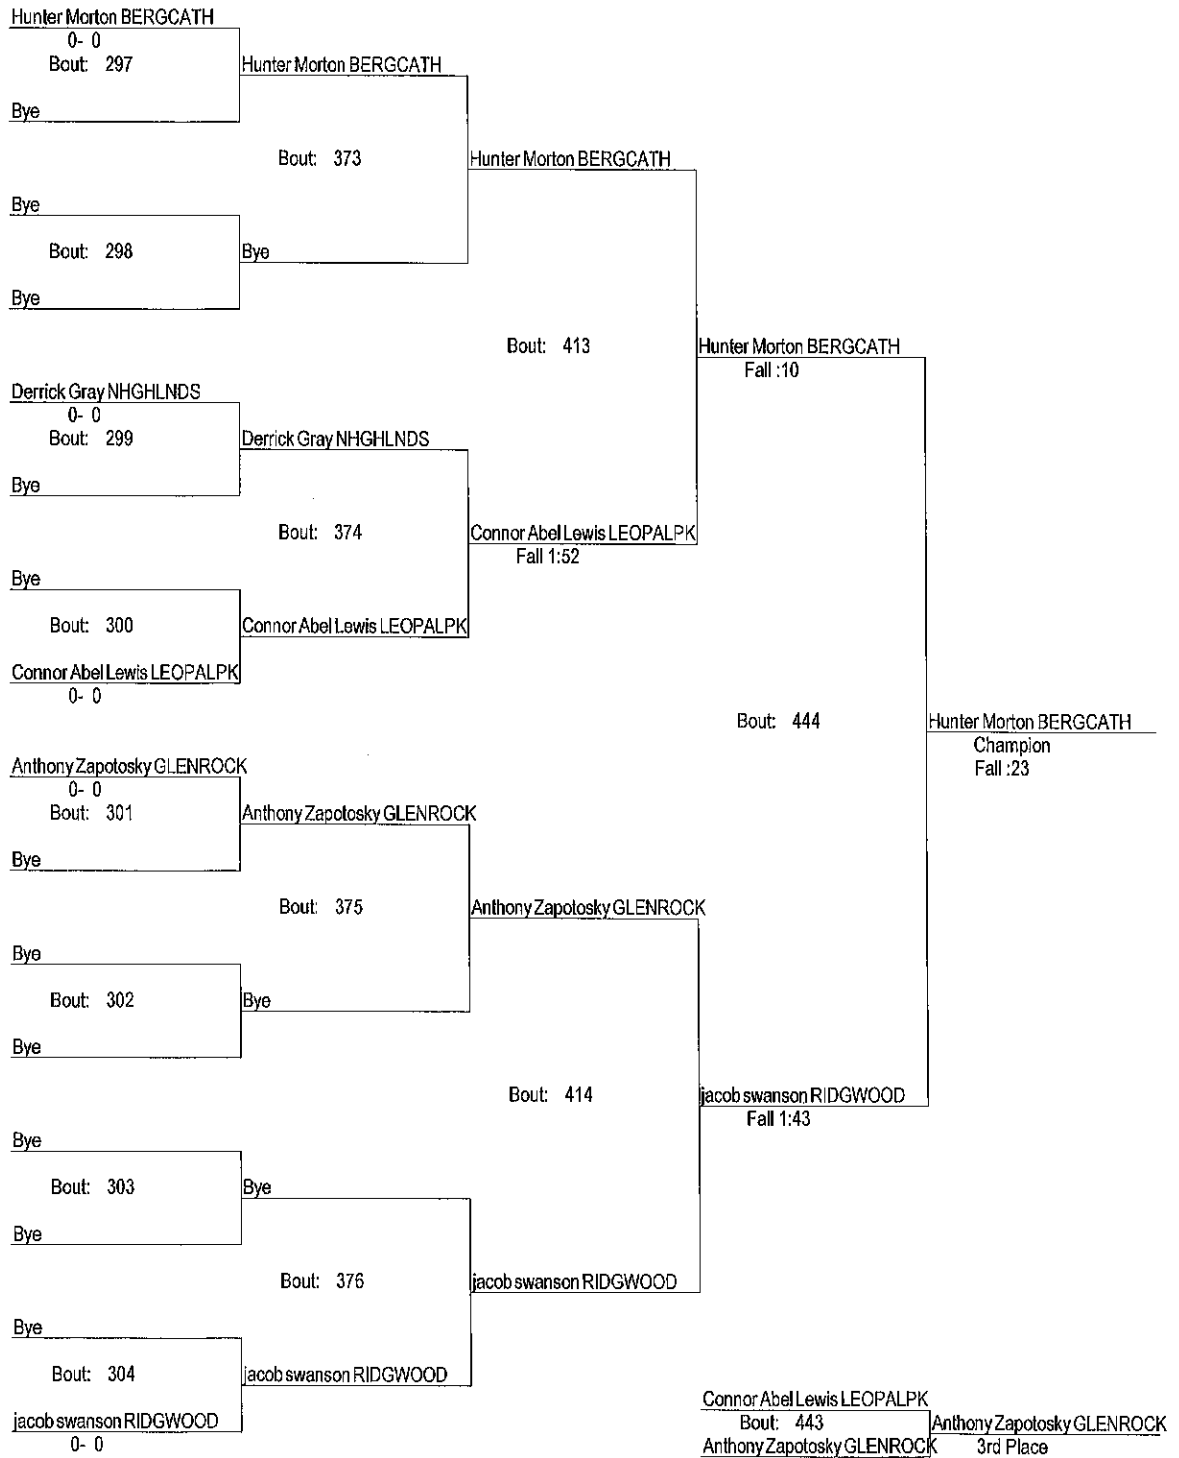 Hunter Morton BERGCATH
0- 0
Bout: 297
Hunter Morton BERGCATH
Bye
Bout: 373
Hunter Morton BERGCATH
Bye
Bout: 298
Bye
Bye
Bout: 413
Hunter Morton BERGCATH
Fall :10
Derrick Gray NHGHLNDS
0- 0
Bout: 299
Derrick Gray NHGHLNDS
Bye
Bout: 374
Connor Abel Lewis LEOPALPK
Fall 1:52
Bye
Bout: 300
Connor Abel Lewis LEOPALPK
Connor Abel Lewis LEOPALPK
0- 0
Bout: 444
Hunter Morton BERGCATH
Champion
Fall :23
Anthony Zapotosky GLENROCK
0- 0
Bout: 301
Anthony Zapotosky GLENROCK
Bye
Bout: 375
Anthony Zapotosky GLENROCK
Bye
Bout: 302
Bye
Bye
Bout: 414
jacob swanson RIDGWOOD
Fall 1:43
Bye
Bout: 303
Bye
Bye
Bout: 376
jacob swanson RIDGWOOD
Bye
Bout: 304
jacob swanson RIDGWOOD
jacob swanson RIDGWOOD
0- 0
Connor Abel Lewis LEOPALPK
Bout: 443
Anthony Zapotosky GLENROCK
Anthony Zapotosky GLENROCK
3rd Place